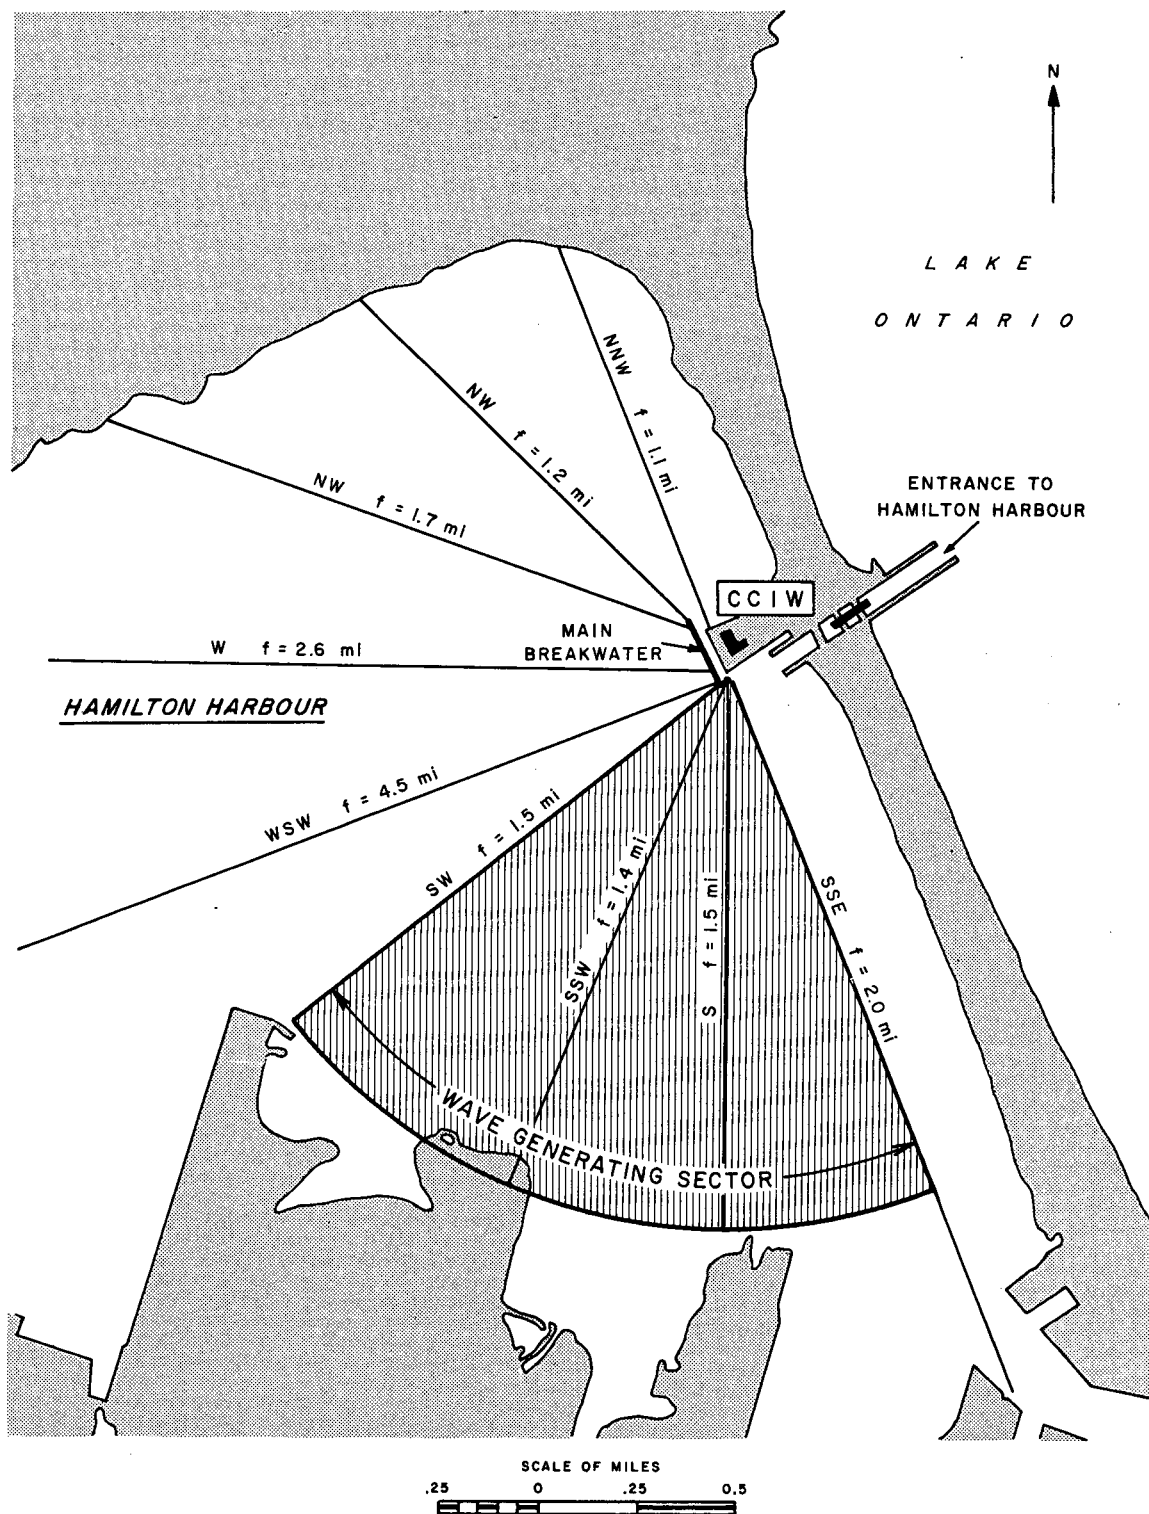 N
LAKE
ONTARIO
NNW f = 1.1 mi
NW f = 1.2 mi
NW f = 1.7 mi
ENTRANCE TO
HAMILTON HARBOUR
CCIW
MAIN
BREAKWATER
W f = 2.6 mi
HAMILTON HARBOUR
WSW f = 4.5 mi
SW f = 1.5 mi
SSW f = 1.4 mi
S f = 1.5 mi
SSE f = 2.0 mi
WAVE GENERATING SECTOR
SCALE OF MILES
.25 0 .25 0.5